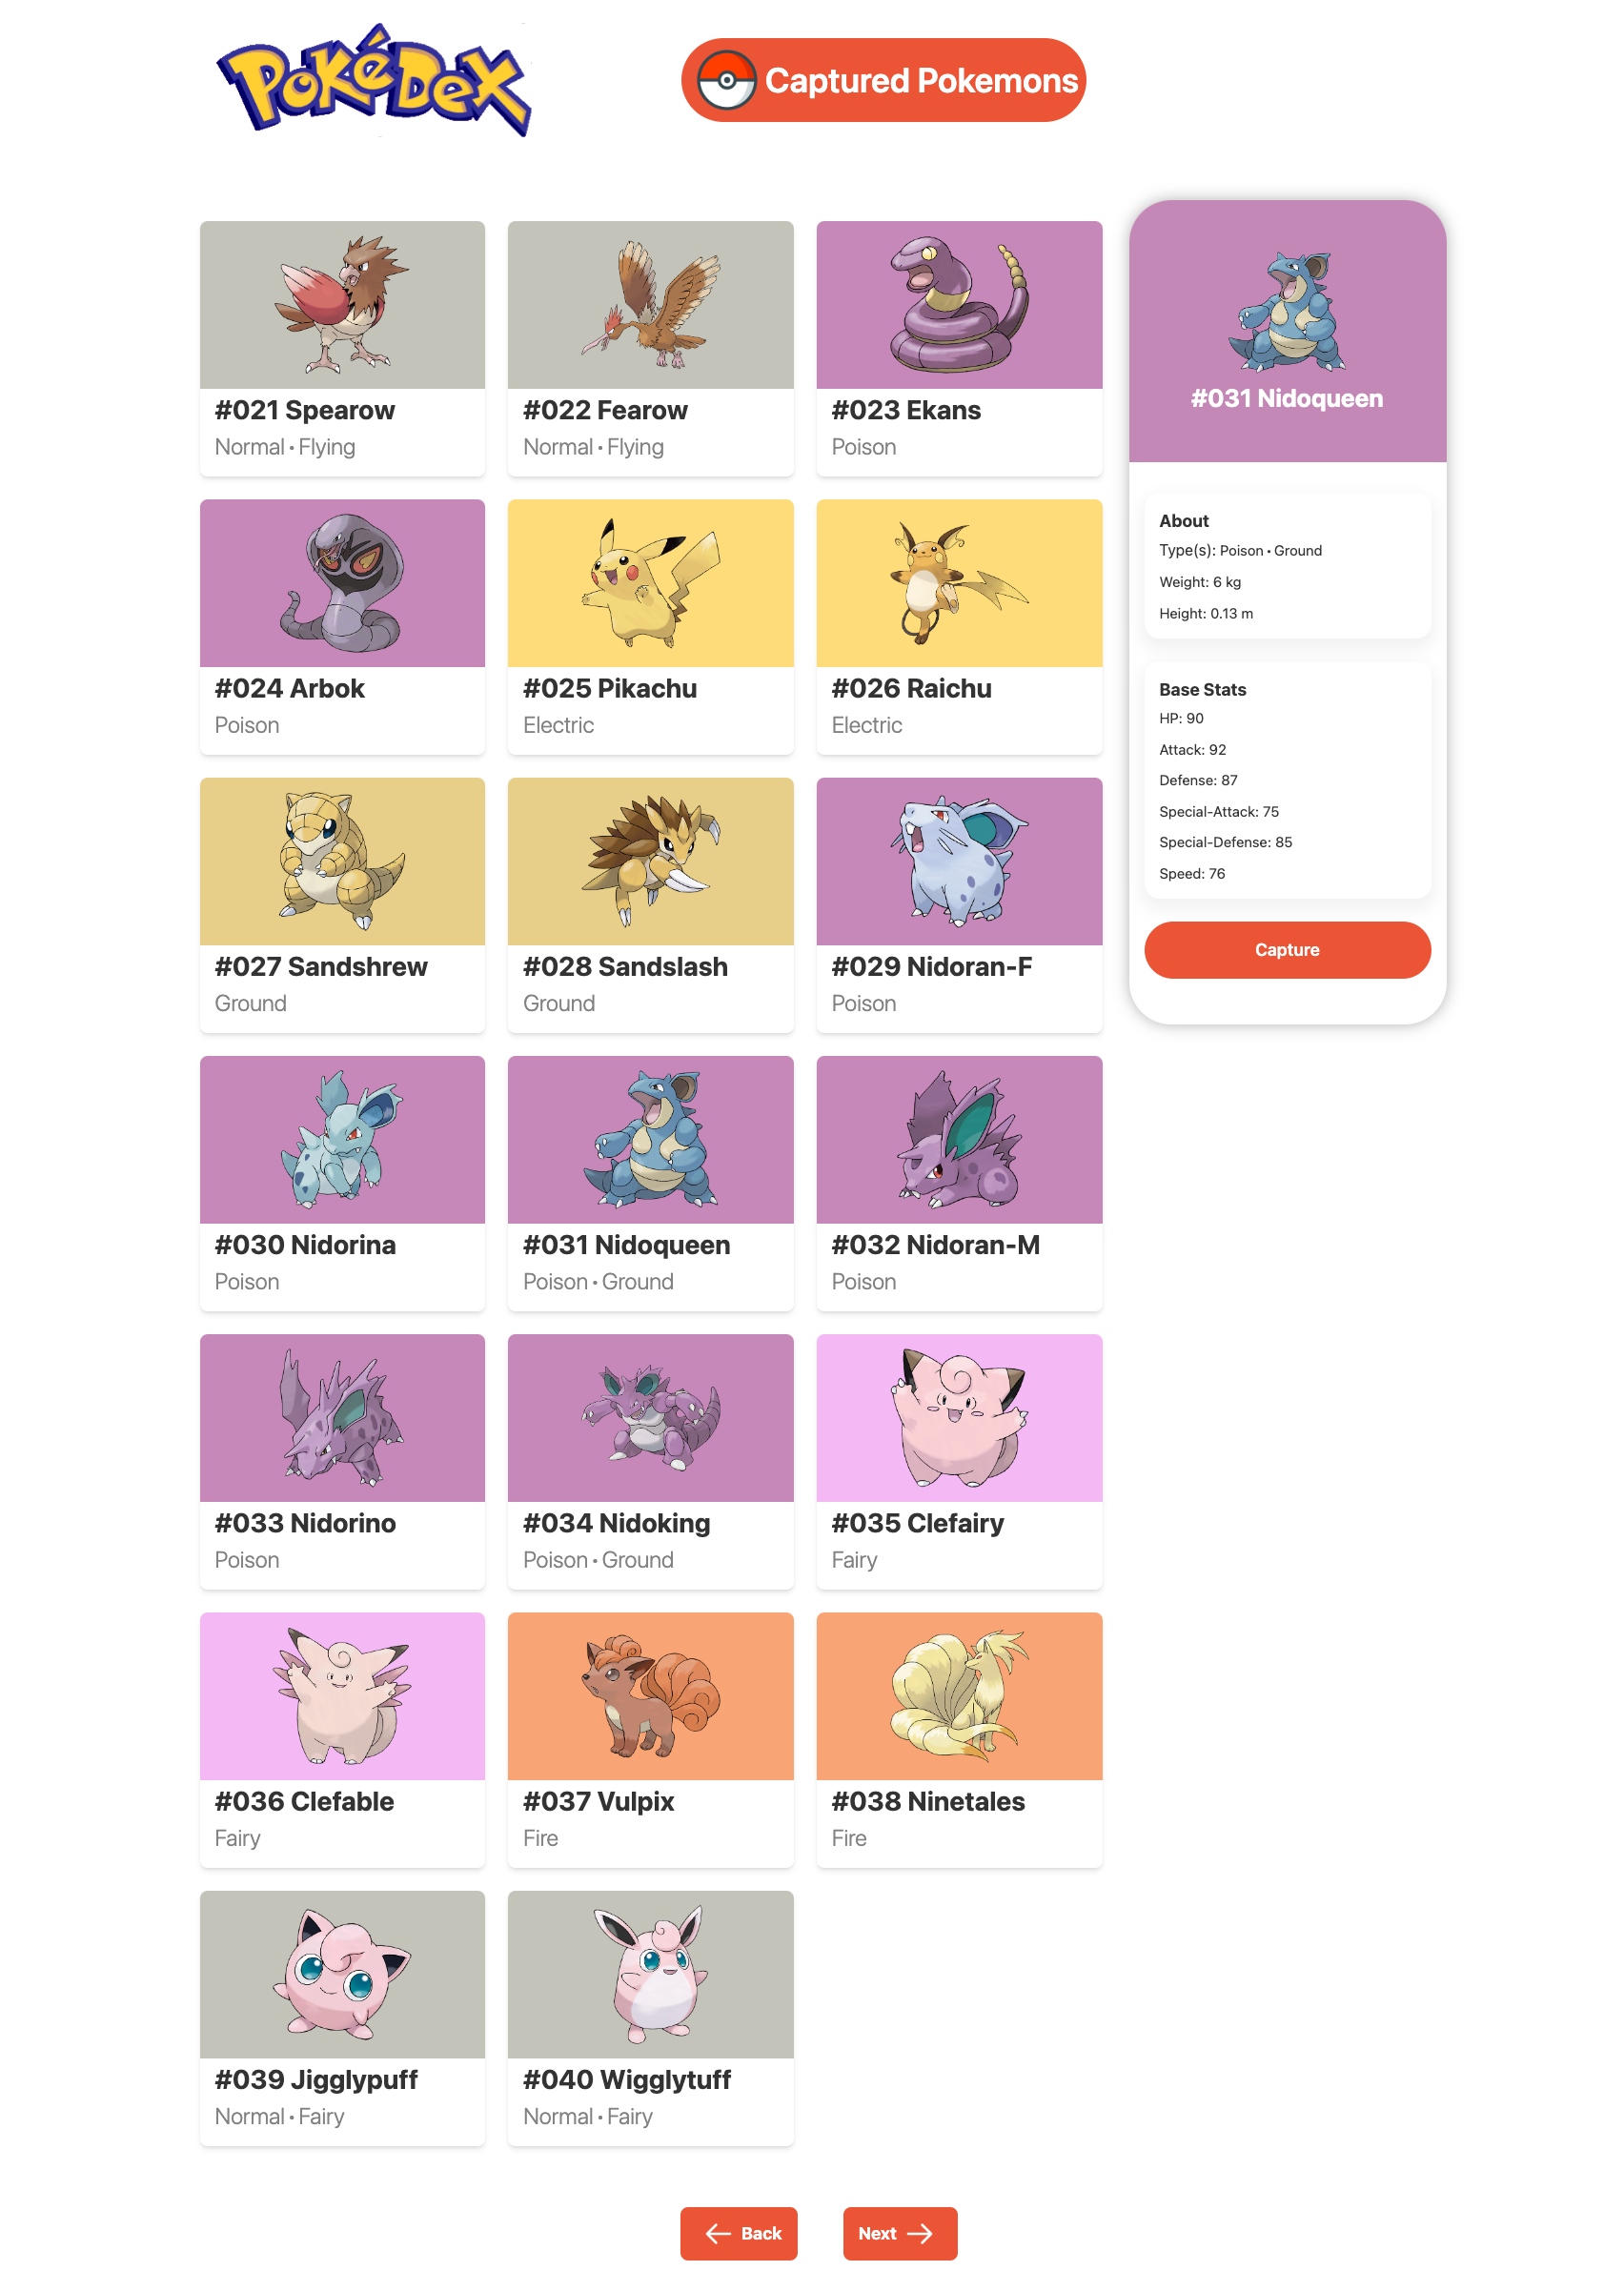 PoKéDeX
Captured Pokemons
#021 Spearow
Normal • Flying
#022 Fearow
Normal • Flying
#023 Ekans
Poison
#024 Arbok
Poison
#025 Pikachu
Electric
#026 Raichu
Electric
#027 Sandshrew
Ground
#028 Sandslash
Ground
#029 Nidoran-F
Poison
#030 Nidorina
Poison
#031 Nidoqueen
Poison • Ground
#032 Nidoran-M
Poison
#033 Nidorino
Poison
#034 Nidoking
Poison • Ground
#035 Clefairy
Fairy
#036 Clefable
Fairy
#037 Vulpix
Fire
#038 Ninetales
Fire
#039 Jigglypuff
Normal • Fairy
#040 Wigglytuff
Normal • Fairy
#031 Nidoqueen
About
Type(s): Poison • Ground
Weight: 6 kg
Height: 0.13 m
Base Stats
HP: 90
Attack: 92
Defense: 87
Special-Attack: 75
Special-Defense: 85
Speed: 76
Capture
Back
Next